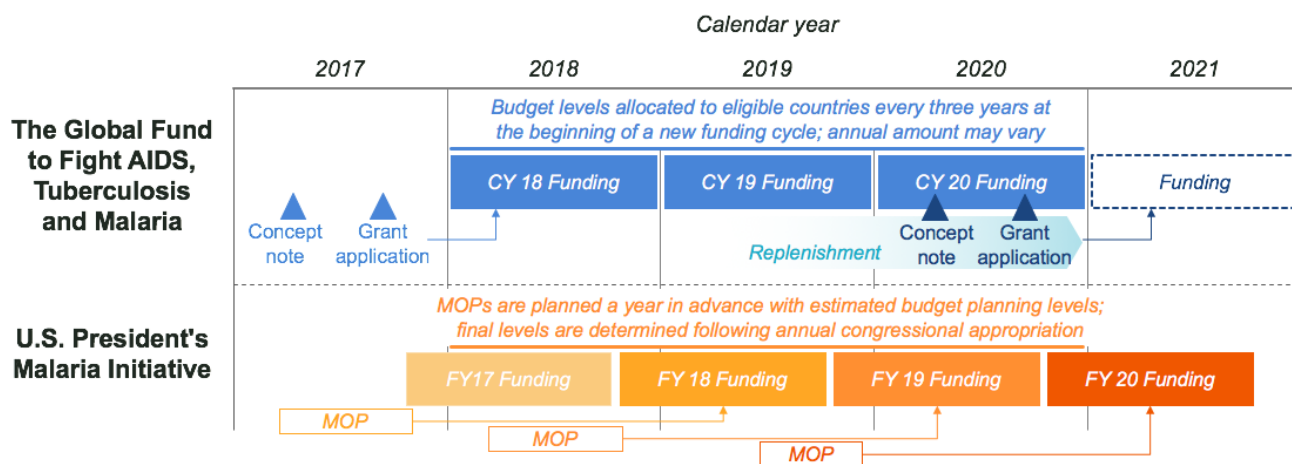 Calendar year
2017
2018
2019
2020
2021
The Global Fund
to Fight AIDS,
Tuberculosis
and Malaria
Budget levels allocated to eligible countries every three years at
the beginning of a new funding cycle; annual amount may vary
CY 18 Funding
CY 19 Funding
CY 20 Funding
Funding
Concept
note
Grant
application
Replenishment
Concept
note
Grant
application
U.S. President's
Malaria Initiative
MOPs are planned a year in advance with estimated budget planning levels;
final levels are determined following annual congressional appropriation
FY17 Funding
FY 18 Funding
FY 19 Funding
FY 20 Funding
MOP
MOP
MOP